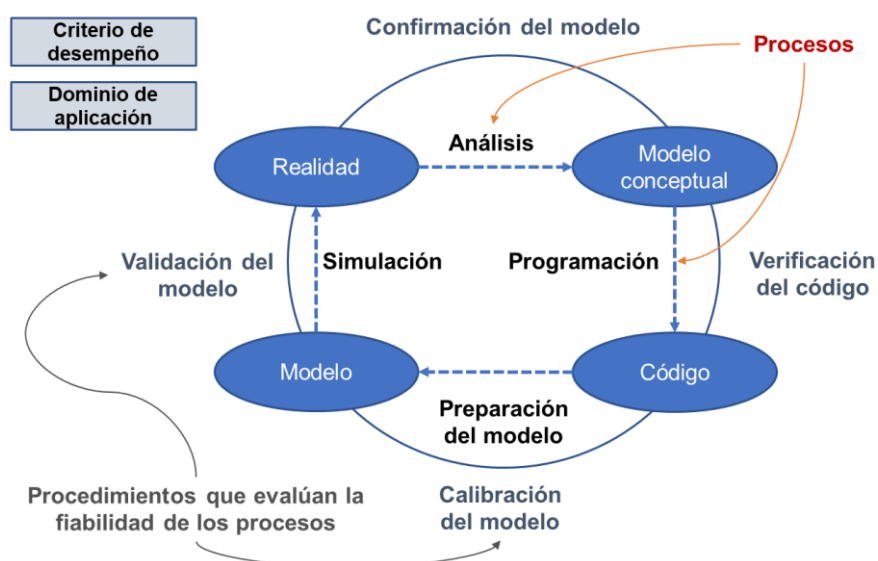 Criterio de
desempeño
Confirmación del modelo
Procesos
Dominio de
aplicación
Análisis
Realidad
Modelo
conceptual
Validación del
modelo
Simulación
Programación
Verificación
del código
Modelo
Código
Preparación
del modelo
Procedimientos que evalúan la
fiabilidad de los procesos
Calibración
del modelo